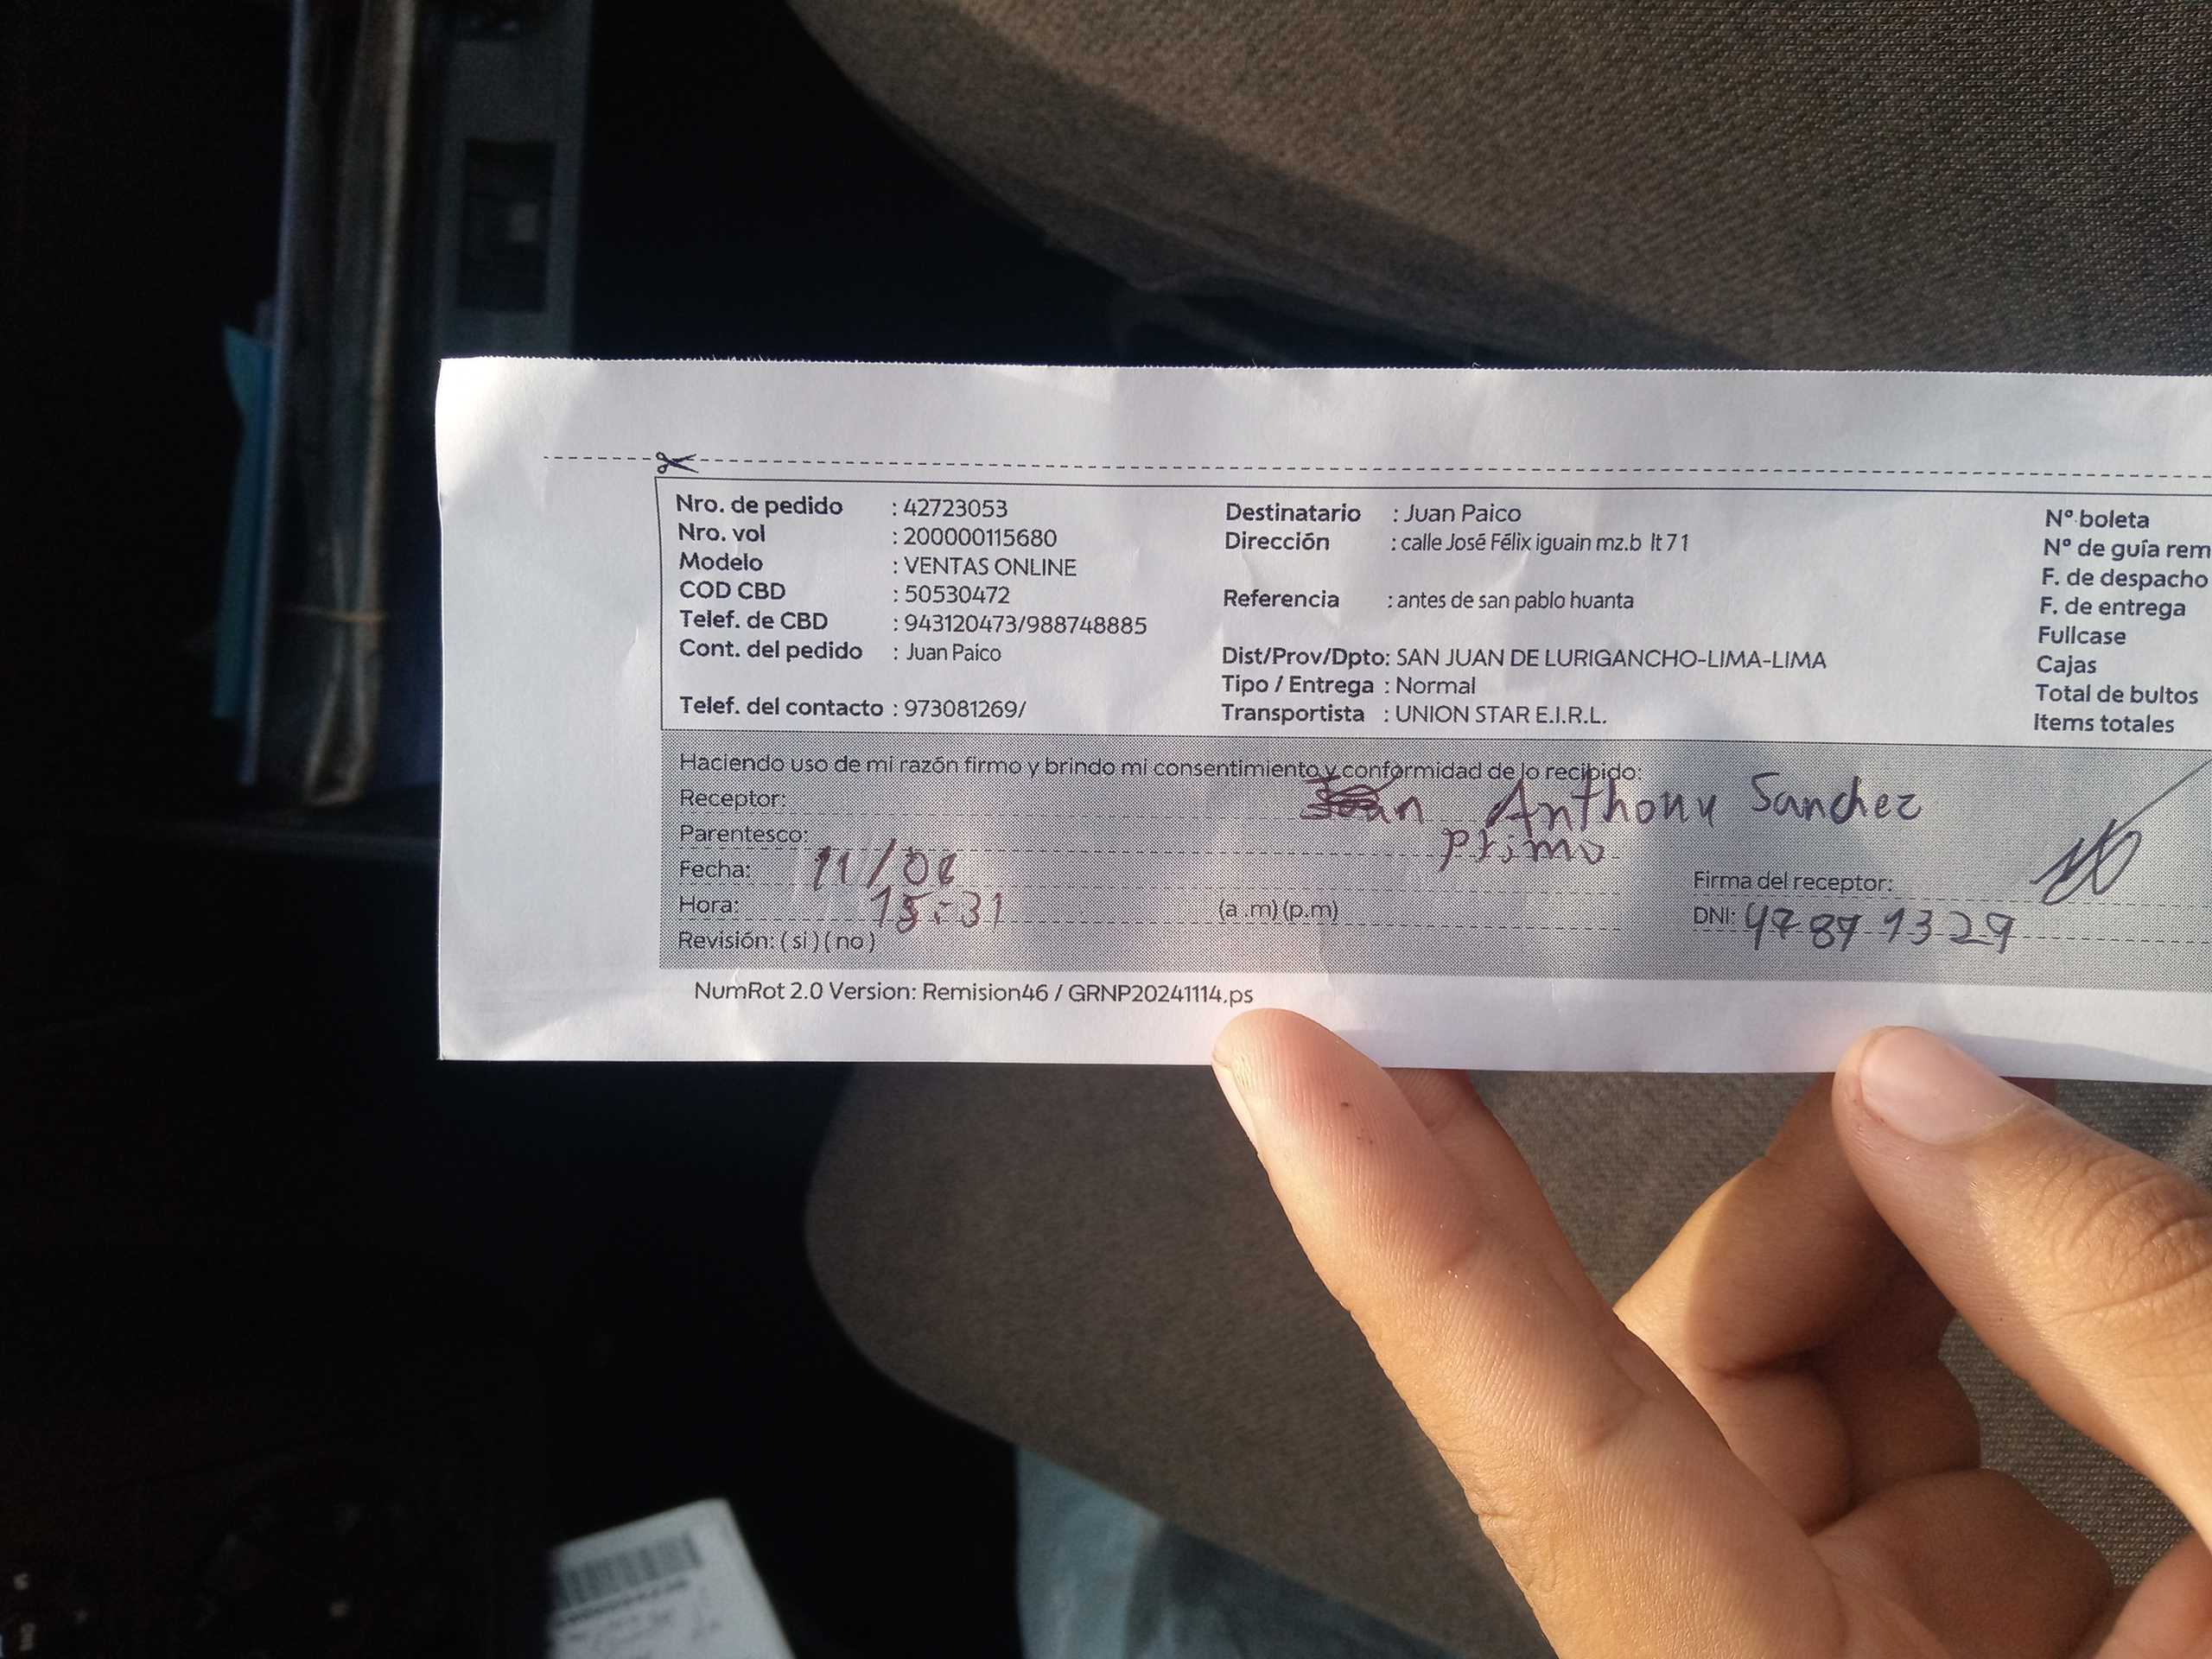 Nro. de pedido : 42723053
Nro. vol : 200000115680
Modelo : VENTAS ONLINE
COD CBD : 50530472
Telef. de CBD : 943120473/988748885
Cont. del pedido : Juan Paico
Telef. del contacto : 973081269/
Destinatario : Juan Paico
Dirección : calle José Félix iguain mz.b lt 71
Referencia : antes de san pablo huanta
Dist/Prov/Dpto: SAN JUAN DE LURIGANCHO-LIMA-LIMA
Tipo / Entrega : Normal
Transportista : UNION STAR E.I.R.L.
Nº boleta
Nº de guía rem
F. de despacho
F. de entrega
Fullcase
Cajas
Total de bultos
Items totales
Haciendo uso de mi razón firmo y brindo mi consentimiento y conformidad de lo recibido:
Receptor: Anthony Sanchez
Parentesco: primo
Fecha: 11/06
Hora: 15:31 (a .m) (p.m)
Revisión: ( si ) ( no )
Firma del receptor:
DNI:
NumRot 2.0 Version: Remision46 / GRNP20241114.ps